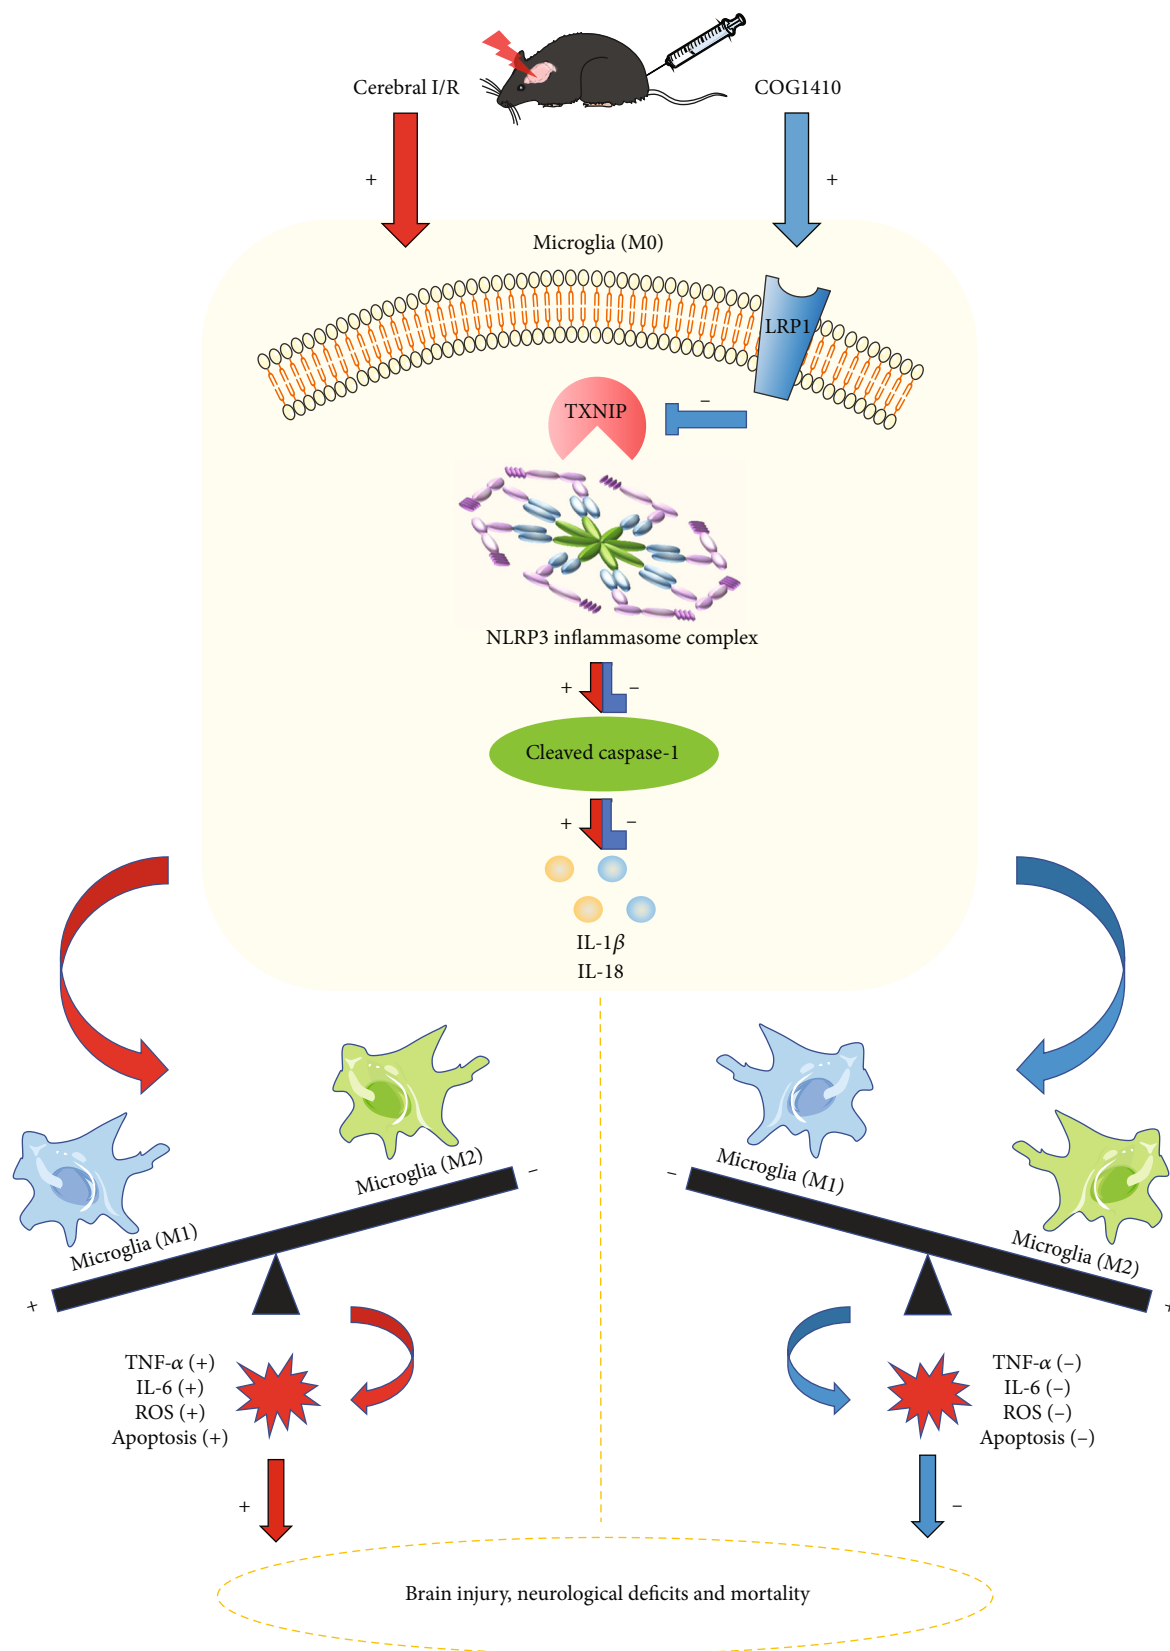 Cerebral I/R
COG1410
+
+
Microglia (M0)
LRP1
TXNIP
–
NLRP3 inflammasome complex
+
–
Cleaved caspase-1
+
–
IL-1β
IL-18
Microglia (M2)
–
Microglia (M1)
+
–
Microglia (M1)
Microglia (M2)
+
TNF-α (+)
IL-6 (+)
ROS (+)
Apoptosis (+)
TNF-α (–)
IL-6 (–)
ROS (–)
Apoptosis (–)
+
–
Brain injury, neurological deficits and mortality